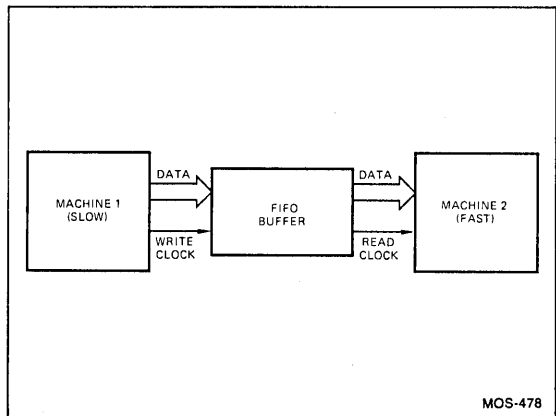 MACHINE 1
(SLOW)
DATA
WRITE
CLOCK
FIFO
BUFFER
DATA
READ
CLOCK
MACHINE 2
(FAST)
MOS-478